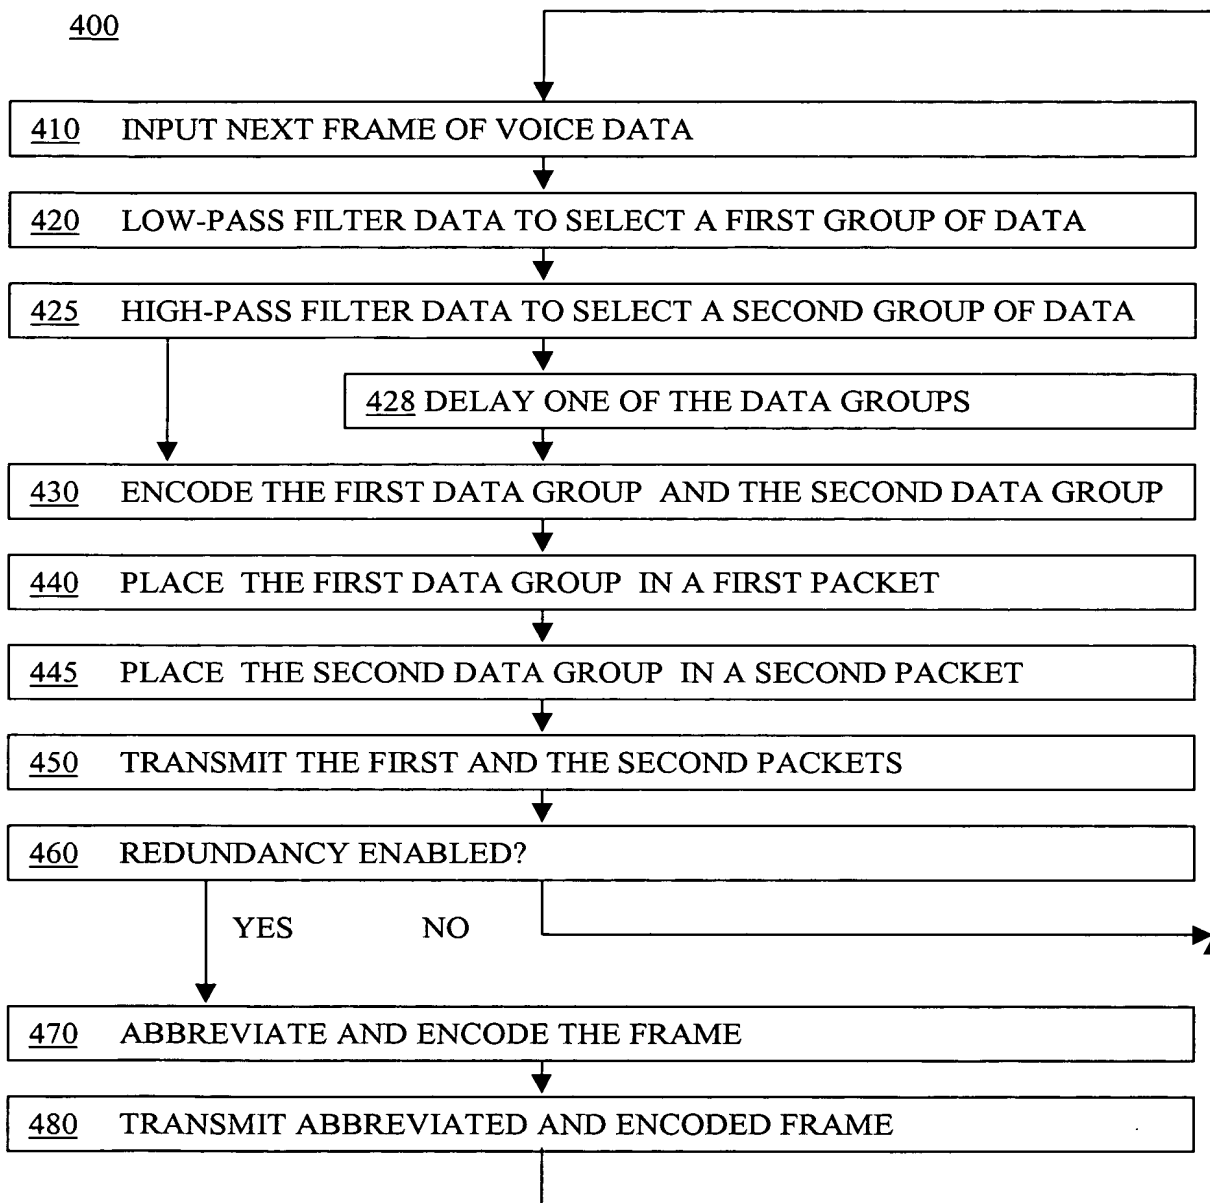 400
410 INPUT NEXT FRAME OF VOICE DATA
420 LOW-PASS FILTER DATA TO SELECT A FIRST GROUP OF DATA
425 HIGH-PASS FILTER DATA TO SELECT A SECOND GROUP OF DATA
428 DELAY ONE OF THE DATA GROUPS
430 ENCODE THE FIRST DATA GROUP AND THE SECOND DATA GROUP
440 PLACE THE FIRST DATA GROUP IN A FIRST PACKET
445 PLACE THE SECOND DATA GROUP IN A SECOND PACKET
450 TRANSMIT THE FIRST AND THE SECOND PACKETS
460 REDUNDANCY ENABLED?
YES NO
470 ABBREVIATE AND ENCODE THE FRAME
480 TRANSMIT ABBREVIATED AND ENCODED FRAME